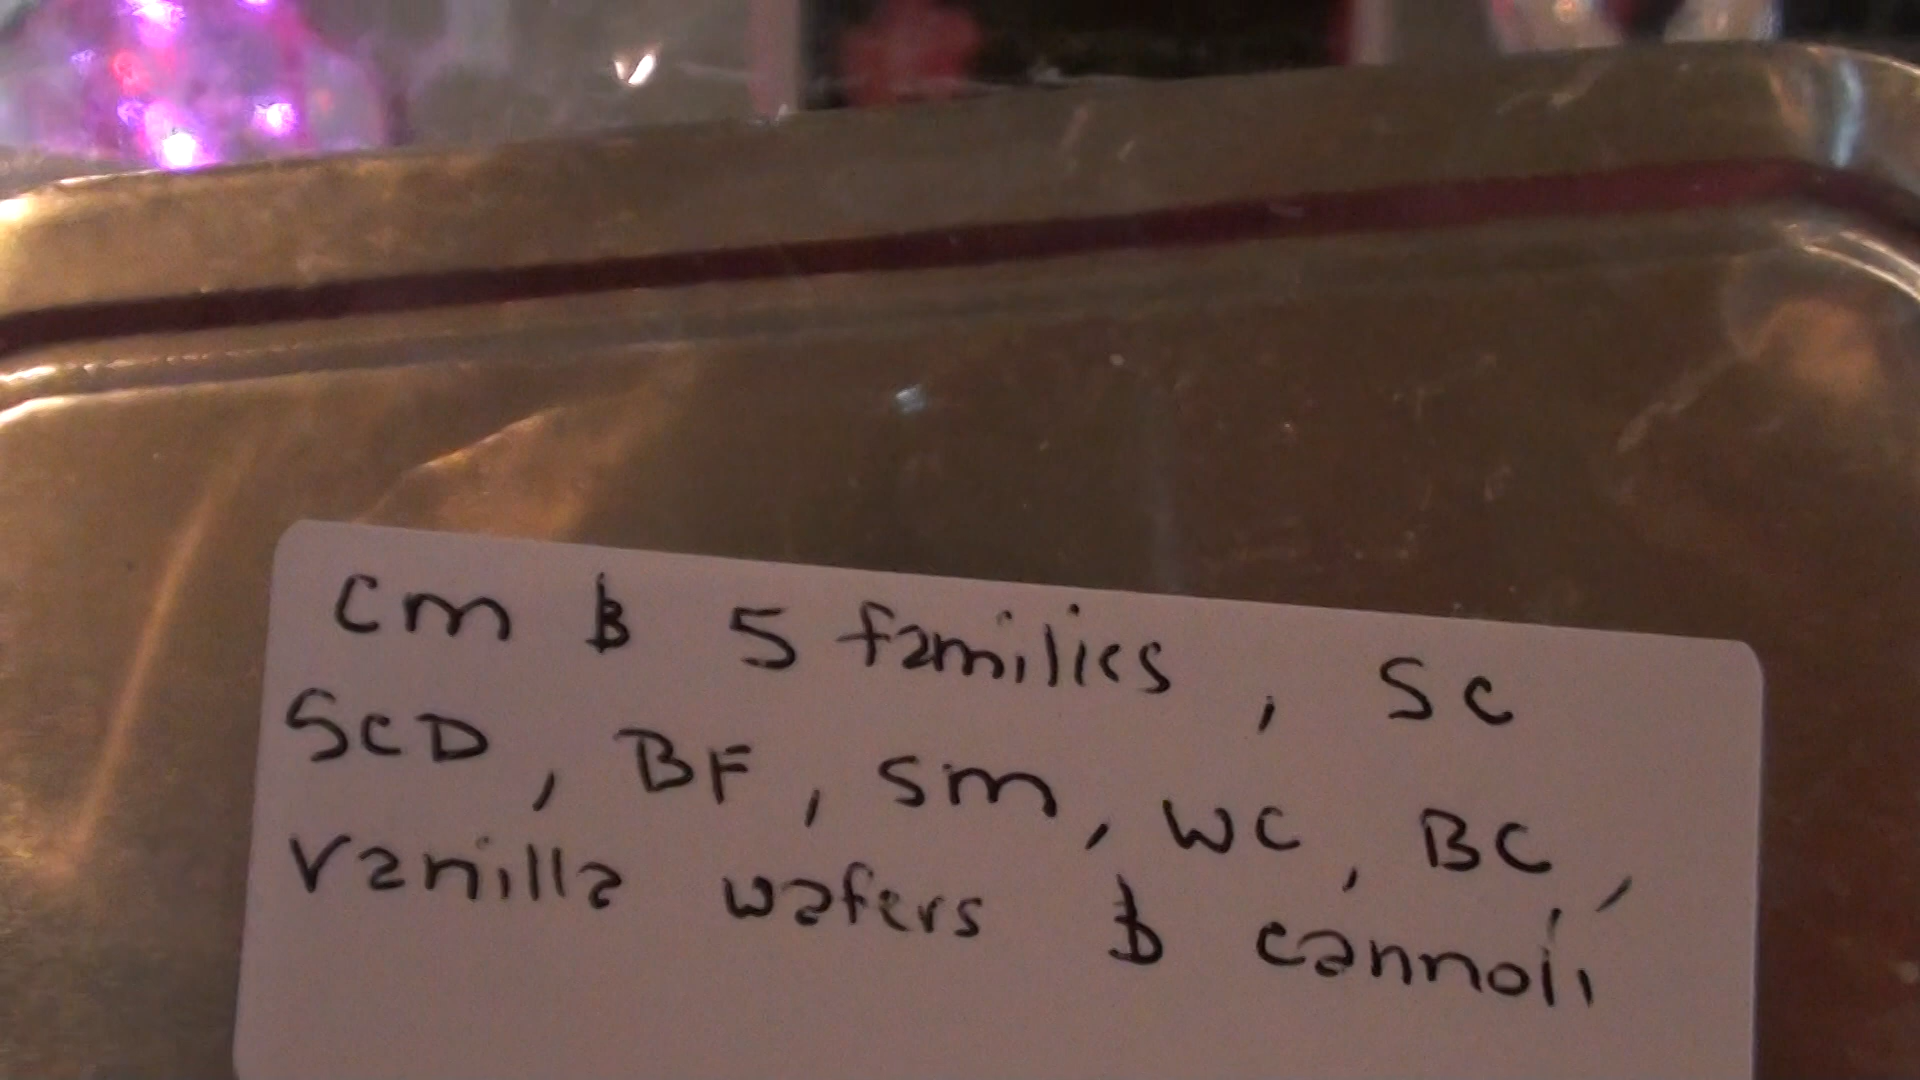 cm & 5 families, SC
SCD, BF, Sm, WC, BC,
vanilla wafers & cannoli